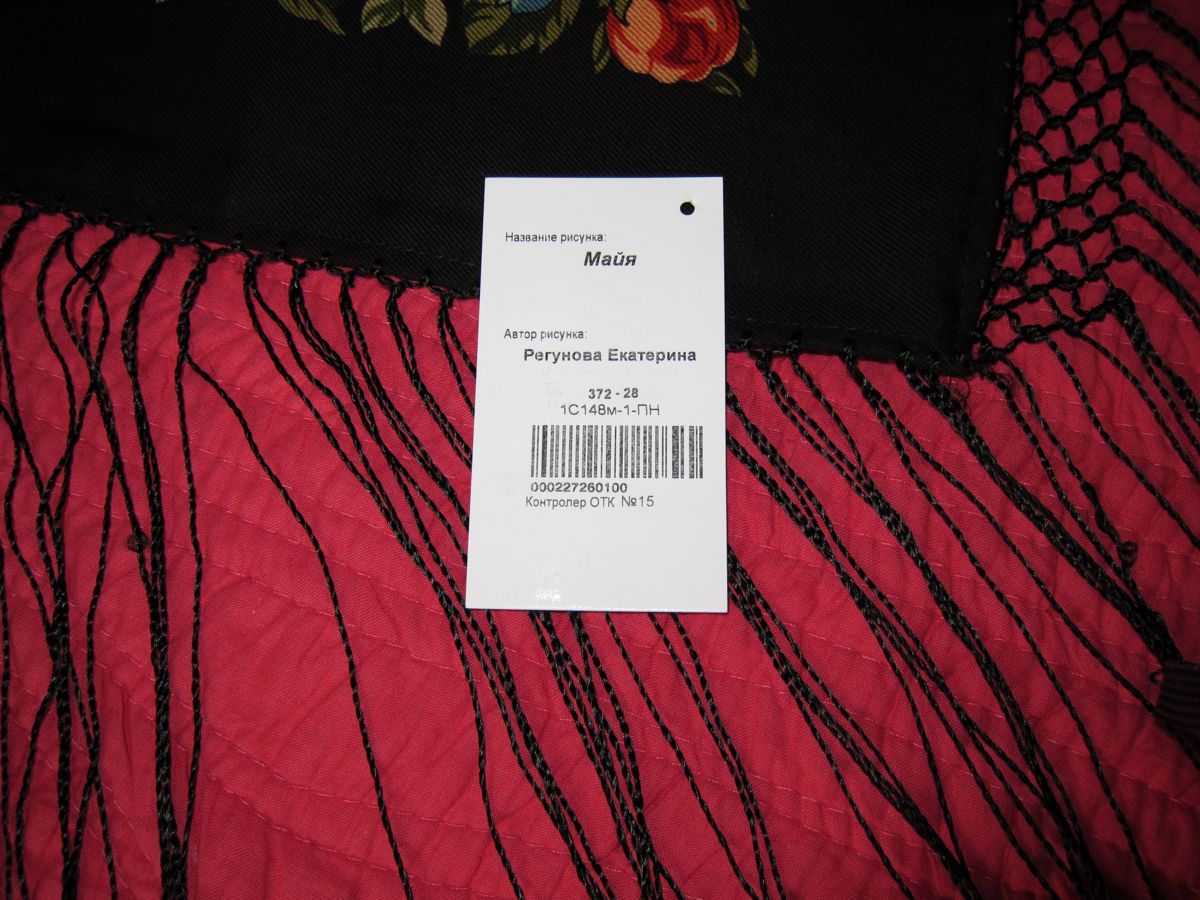 Название рисунка:
Майя
Автор рисунка:
Регунова Екатерина
372 - 28
1С148м-1-ПН
000227260100
Контролер ОТК №15